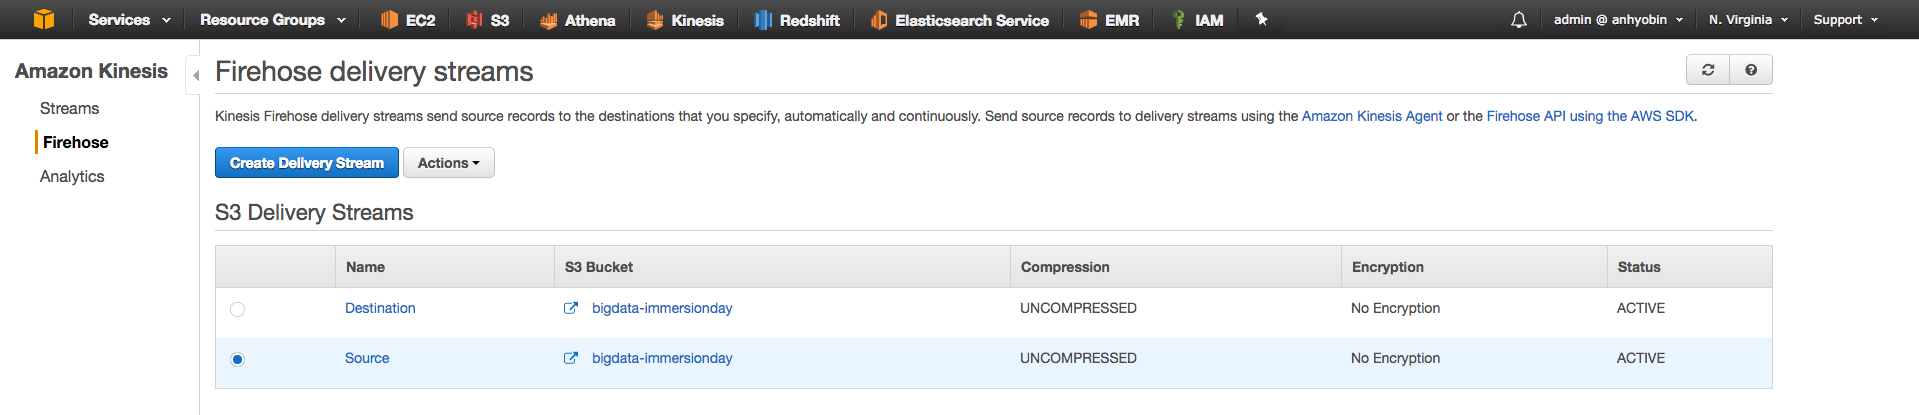 Services Resource Groups EC2 S3 Athena Kinesis Redshift Elasticsearch Service EMR IAM admin @ anhyobin N. Virginia Support
Amazon Kinesis
Streams
Firehose
Analytics
Firehose delivery streams
Kinesis Firehose delivery streams send source records to the destinations that you specify, automatically and continuously. Send source records to delivery streams using the Amazon Kinesis Agent or the Firehose API using the AWS SDK.
Create Delivery Stream Actions
S3 Delivery Streams
Name S3 Bucket Compression Encryption Status
Destination bigdata-immersionday UNCOMPRESSED No Encryption ACTIVE
Source bigdata-immersionday UNCOMPRESSED No Encryption ACTIVE